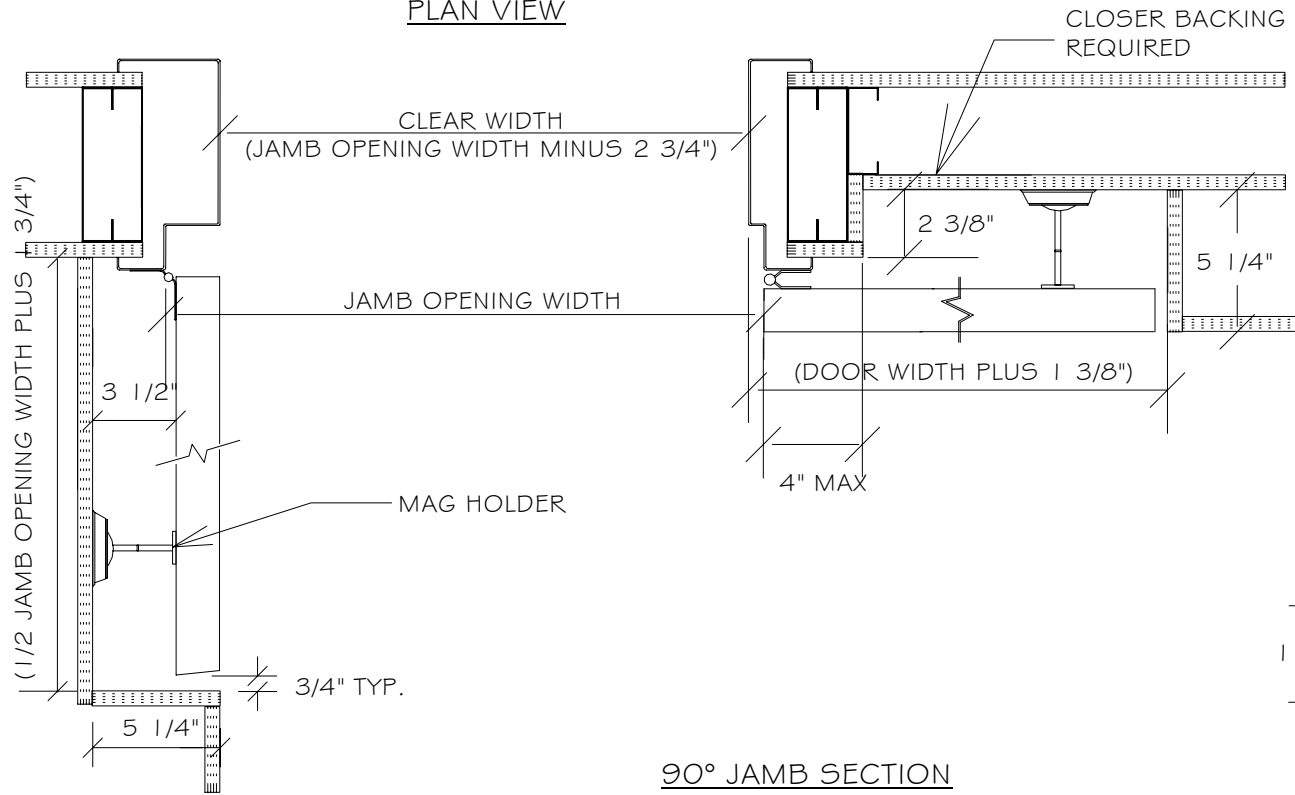 PLAN VIEW
CLOSER BACKING
REQUIRED
CLEAR WIDTH
(JAMB OPENING WIDTH MINUS 2 3/4")
2 3/8"
5 1/4"
JAMB OPENING WIDTH
(1/2 JAMB OPENING WIDTH PLUS 1 3/4")
3 1/2"
(DOOR WIDTH PLUS 1 3/8")
4" MAX
MAG HOLDER
3/4" TYP.
5 1/4"
1
90° JAMB SECTION